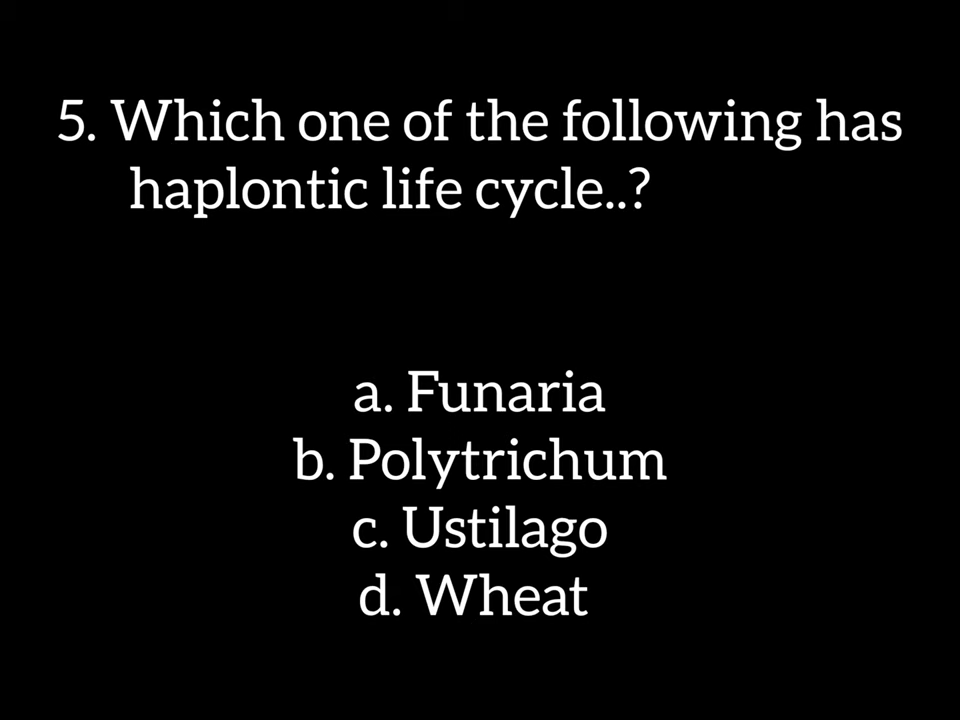 5. Which one of the following has
haplontic life cycle..?
a. Funaria
b. Polytrichum
c. Ustilago
d. Wheat